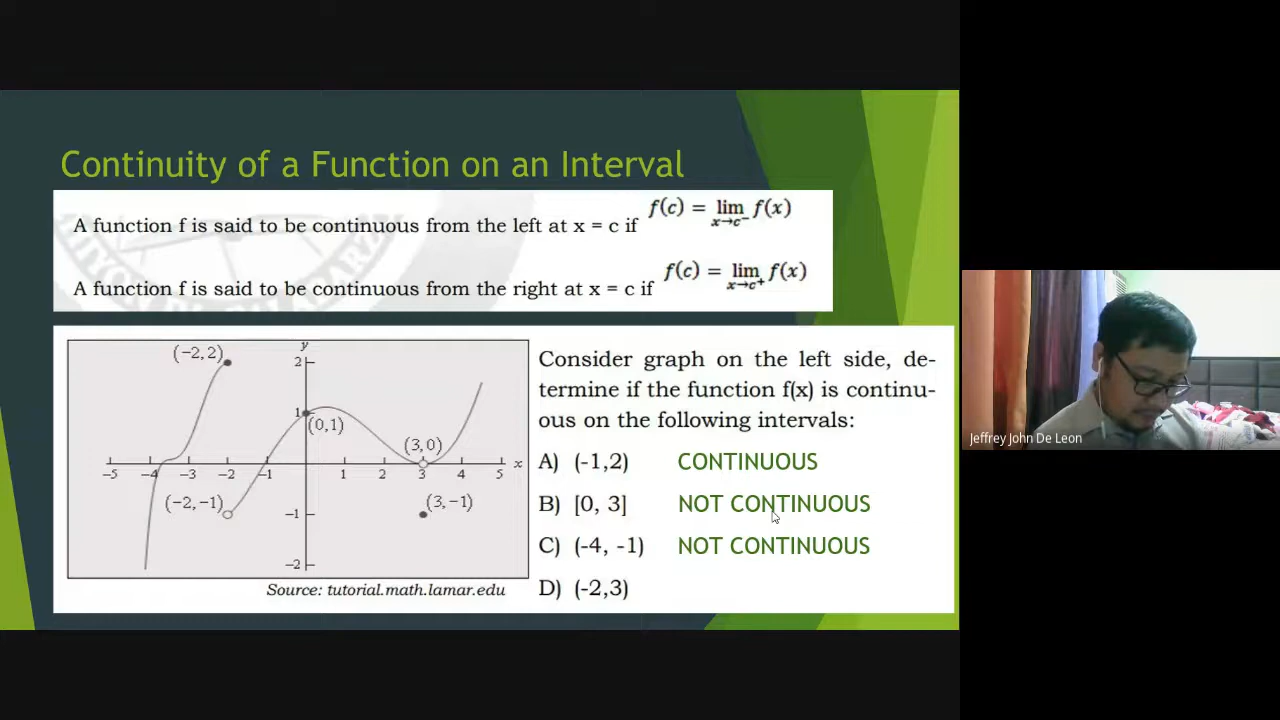 Continuity of a Function on an Interval
A function f is said to be continuous from the left at x = c if f(c) = lim x→c⁻ f(x)
A function f is said to be continuous from the right at x = c if f(c) = lim x→c⁺ f(x)
y
(−2,2)
2
1
(0,1)
(3,0)
x
−5 −4 −3 −2 −1 1 2 3 4 5
(−2,−1)
−1
(3,−1)
−2
Source: tutorial.math.lamar.edu
Consider graph on the left side, de-
termine if the function f(x) is continu-
ous on the following intervals:
A) (-1,2) CONTINUOUS
B) [0, 3] NOT CONTINUOUS
C) (-4, -1) NOT CONTINUOUS
D) (-2,3)
Jeffrey John De Leon